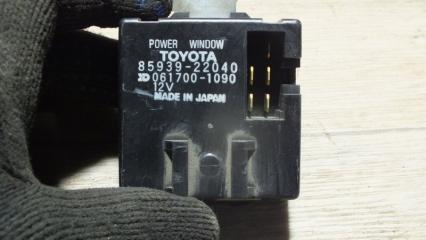 POWER WINDOW
TOYOTA
85939-22040
061700-1090
12V
MADE IN JAPAN